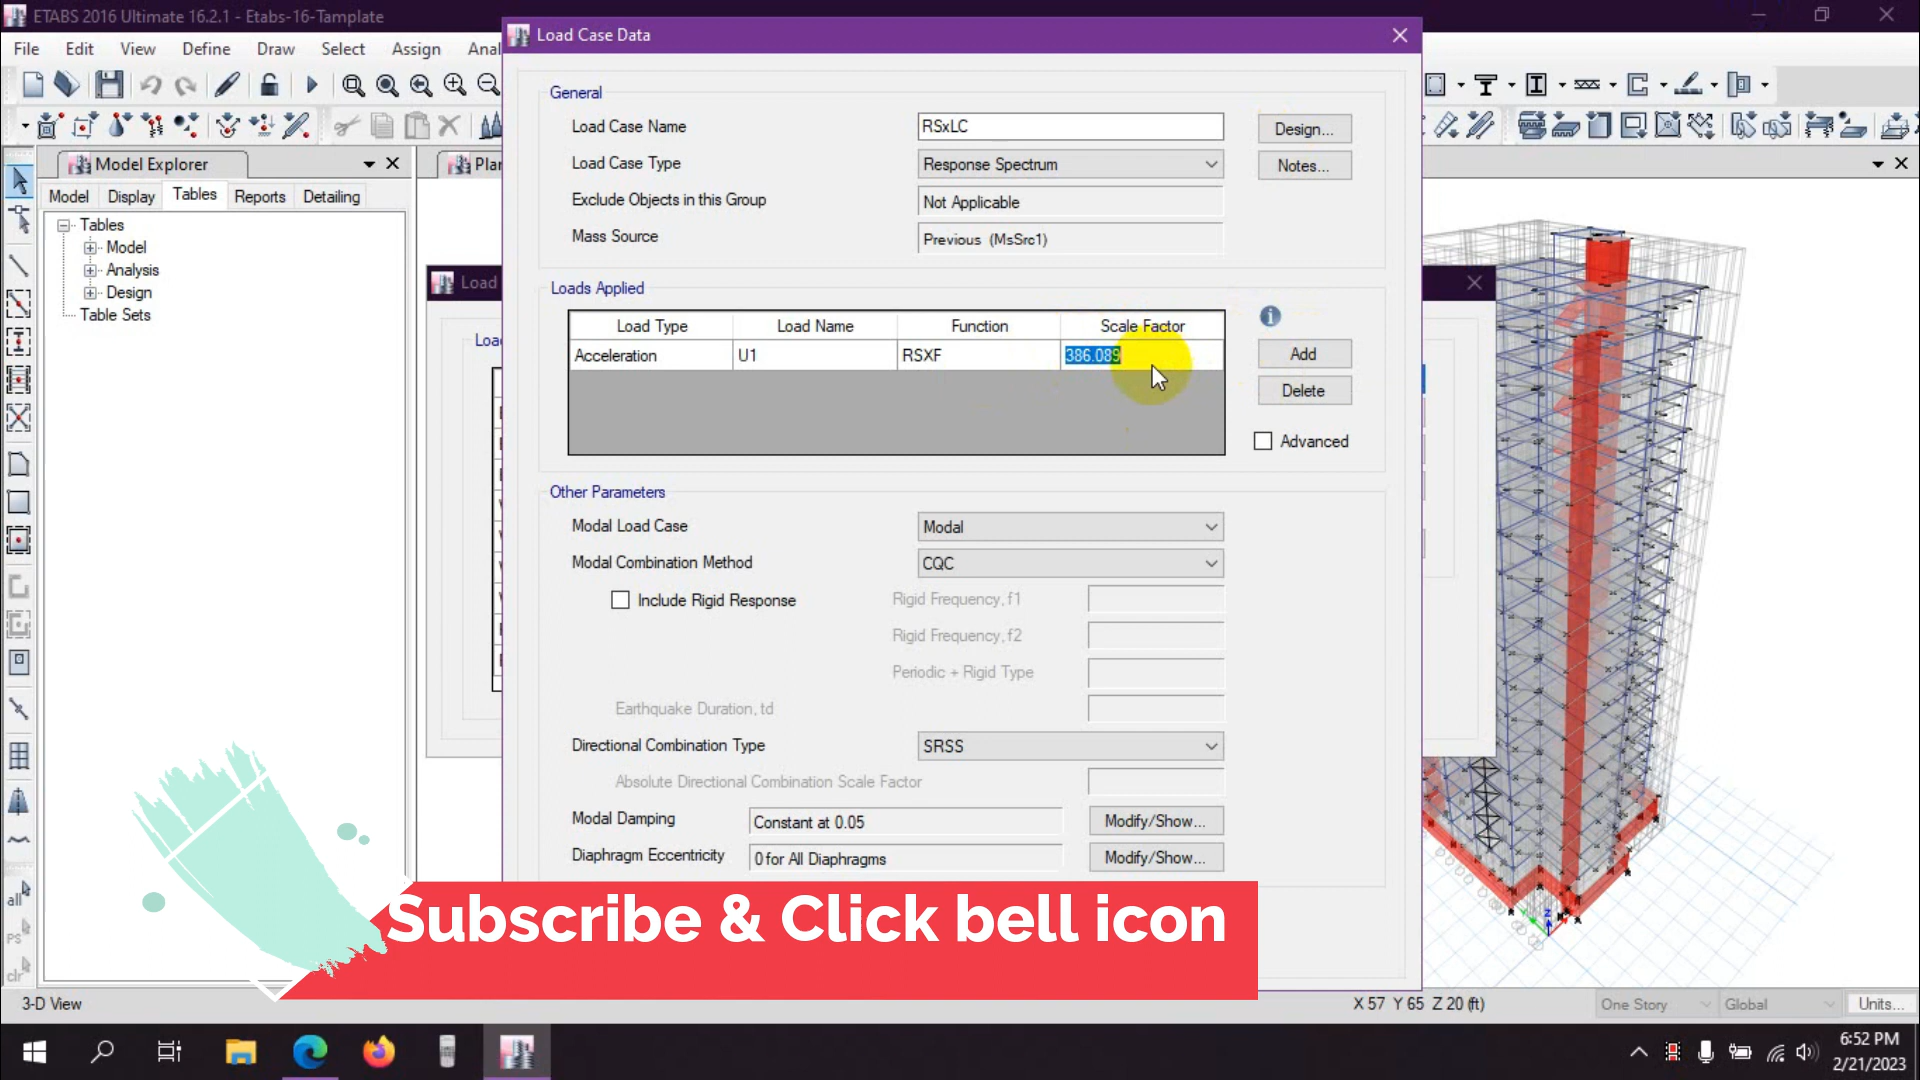 ETABS 2016 Ultimate 16.2.1 - Etabs-16-Tamplate
File Edit View Define Draw Select Assign Anal
Load Case Data
General
Load Case Name RSxLC Design...
Load Case Type Response Spectrum Notes...
Exclude Objects in this Group Not Applicable
Mass Source Previous (MsSrc1)
Model Explorer
Plan
Model Display Tables Reports Detailing
Tables
Model
Analysis
Design
Table Sets
Load
Loads Applied
Load Type Load Name Function Scale Factor
Acceleration U1 RSXF 386.089
Add
Delete
Advanced
Other Parameters
Modal Load Case Modal
Modal Combination Method CQC
Include Rigid Response Rigid Frequency, f1
Rigid Frequency, f2
Periodic + Rigid Type
Earthquake Duration, td
Directional Combination Type SRSS
Absolute Directional Combination Scale Factor
Modal Damping Constant at 0.05 Modify/Show...
Diaphragm Eccentricity 0 for All Diaphragms Modify/Show...
Subscribe & Click bell icon
all
PS
clr
3-D View X 57 Y 65 Z 20 (ft) One Story Global Units...
6:52 PM
2/21/2023